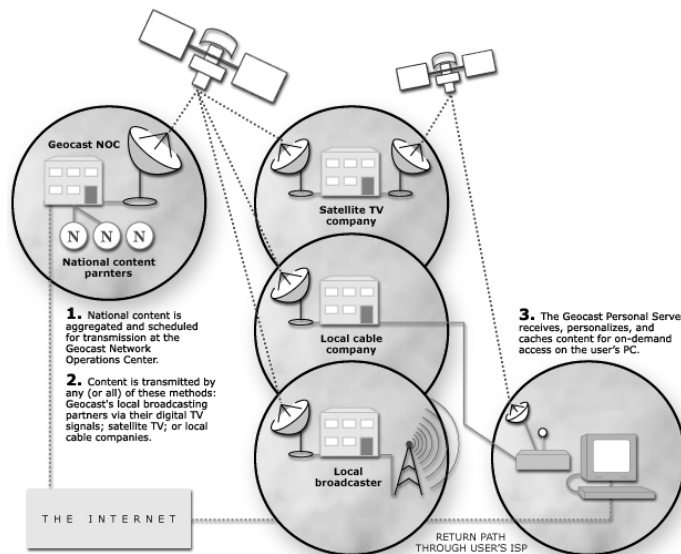 Geocast NOC
N N N
National content
parnters
Satellite TV
company
Local cable
company
Local
broadcaster
1. National content is
aggregated and scheduled
for transmission at the
Geocast Network
Operations Center.
2. Content is transmitted by
any (or all) of these methods:
Geocast's local broadcasting
partners via their digital TV
signals; satellite TV; or local
cable companies.
3. The Geocast Personal Serve
receives, personalizes, and
caches content for on-demand
access on the user's PC.
THE INTERNET
RETURN PATH
THROUGH USER'S ISP